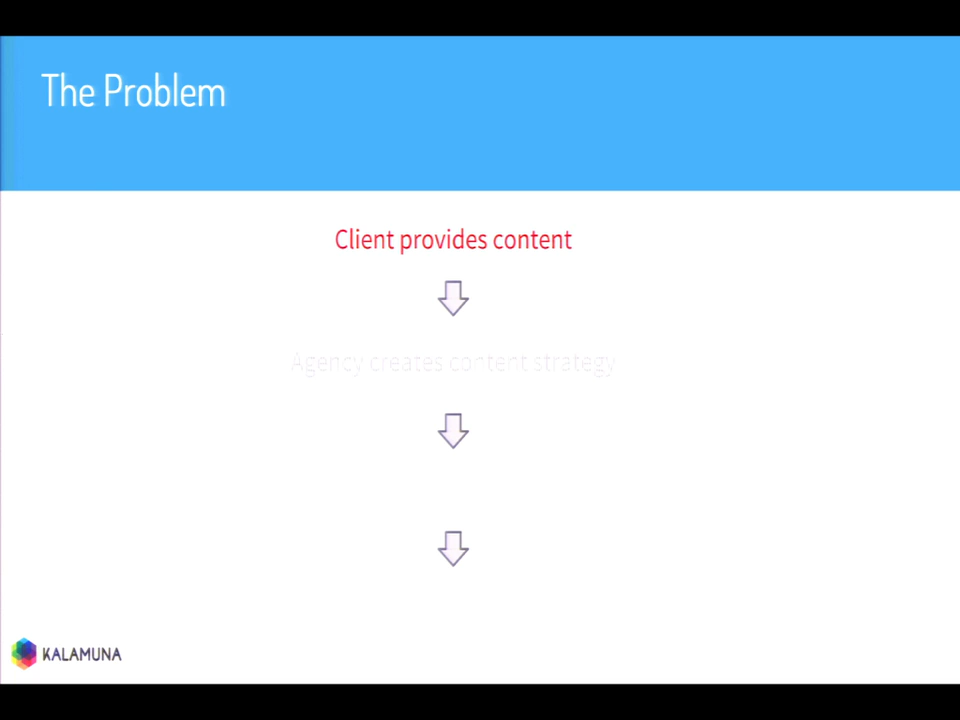 The Problem
Client provides content
Agency creates content strategy
KALAMUNA